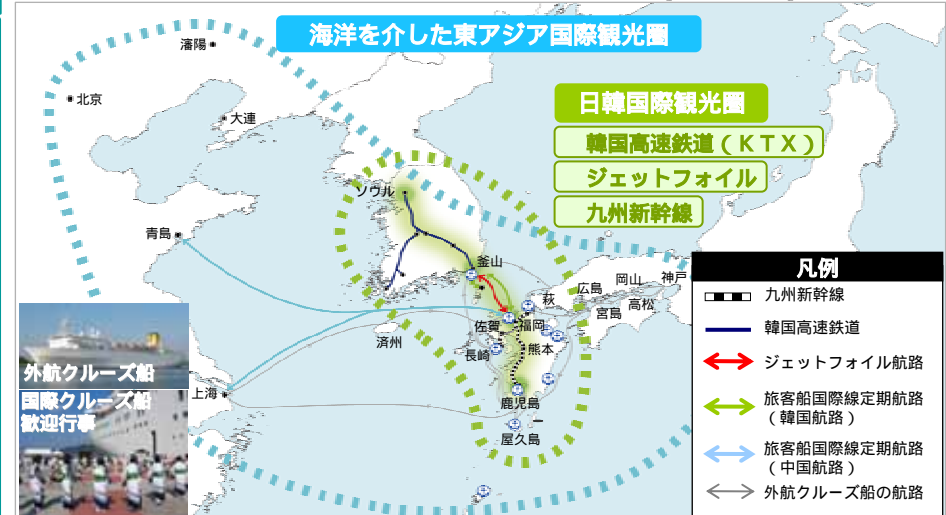 海洋を介した東アジア国際観光圏
瀋陽
北京
大連
日韓国際観光圏
韓国高速鉄道(KTX)
ジェットフォイル
九州新幹線
ソウル
青島
釜山
済州
上海
萩
広島
岡山
神戸
宮島
高松
佐賀
福岡
長崎
熊本
鹿児島
屋久島
外航クルーズ船
国際クルーズ船
歓迎行事
凡例
九州新幹線
韓国高速鉄道
ジェットフォイル航路
旅客船国際線定期航路
(韓国航路)
旅客船国際線定期航路
(中国航路)
外航クルーズ船の航路